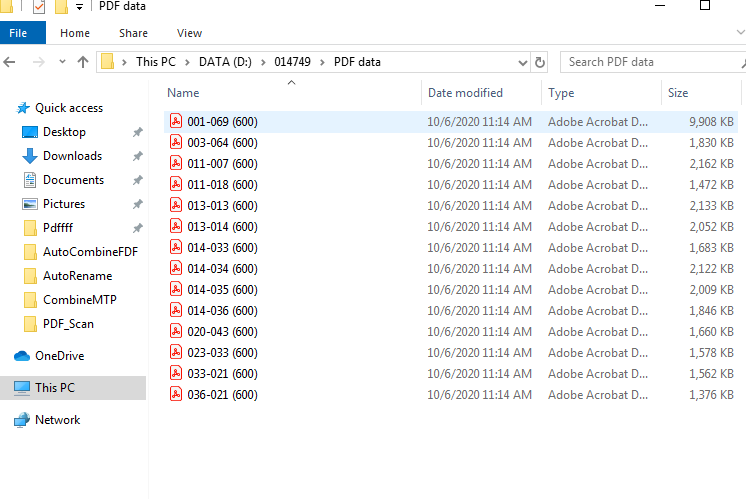 PDF data
File Home Share View
This PC DATA (D:) 014749 PDF data Search PDF data
Name Date modified Type Size
Quick access
Desktop
Downloads
Documents
Pictures
Pdffff
AutoCombineFDF
AutoRename
CombineMTP
PDF_Scan
OneDrive
This PC
Network
001-069 (600) 10/6/2020 11:14 AM Adobe Acrobat D... 9,908 KB
003-064 (600) 10/6/2020 11:14 AM Adobe Acrobat D... 1,830 KB
011-007 (600) 10/6/2020 11:14 AM Adobe Acrobat D... 2,162 KB
011-018 (600) 10/6/2020 11:14 AM Adobe Acrobat D... 1,472 KB
013-013 (600) 10/6/2020 11:14 AM Adobe Acrobat D... 2,133 KB
013-014 (600) 10/6/2020 11:14 AM Adobe Acrobat D... 2,052 KB
014-033 (600) 10/6/2020 11:14 AM Adobe Acrobat D... 1,683 KB
014-034 (600) 10/6/2020 11:14 AM Adobe Acrobat D... 2,122 KB
014-035 (600) 10/6/2020 11:14 AM Adobe Acrobat D... 2,009 KB
014-036 (600) 10/6/2020 11:14 AM Adobe Acrobat D... 1,846 KB
020-043 (600) 10/6/2020 11:14 AM Adobe Acrobat D... 1,660 KB
023-033 (600) 10/6/2020 11:14 AM Adobe Acrobat D... 1,578 KB
033-021 (600) 10/6/2020 11:14 AM Adobe Acrobat D... 1,562 KB
036-021 (600) 10/6/2020 11:14 AM Adobe Acrobat D... 1,376 KB